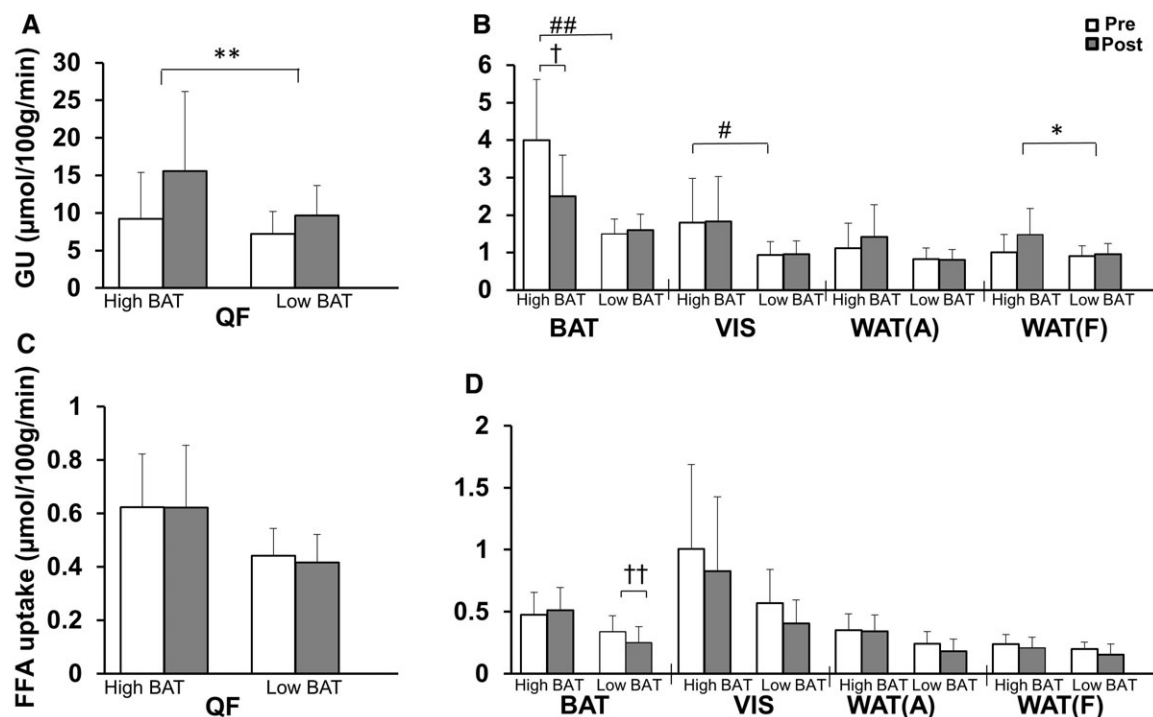 A
GU (µmol/100g/min)
30
25
20
15
10
5
0
**
High BAT Low BAT
QF
B
Pre
Post
6
5
4
3
2
1
0
##
†
#
*
High BAT Low BAT High BAT Low BAT High BAT Low BAT High BAT Low BAT
BAT VIS WAT(A) WAT(F)
C
FFA uptake (µmol/100g/min)
1
0.8
0.6
0.4
0.2
0
High BAT Low BAT
QF
D
2
1.5
1
0.5
0
††
High BAT Low BAT High BAT Low BAT High BAT Low BAT High BAT Low BAT
BAT VIS WAT(A) WAT(F)